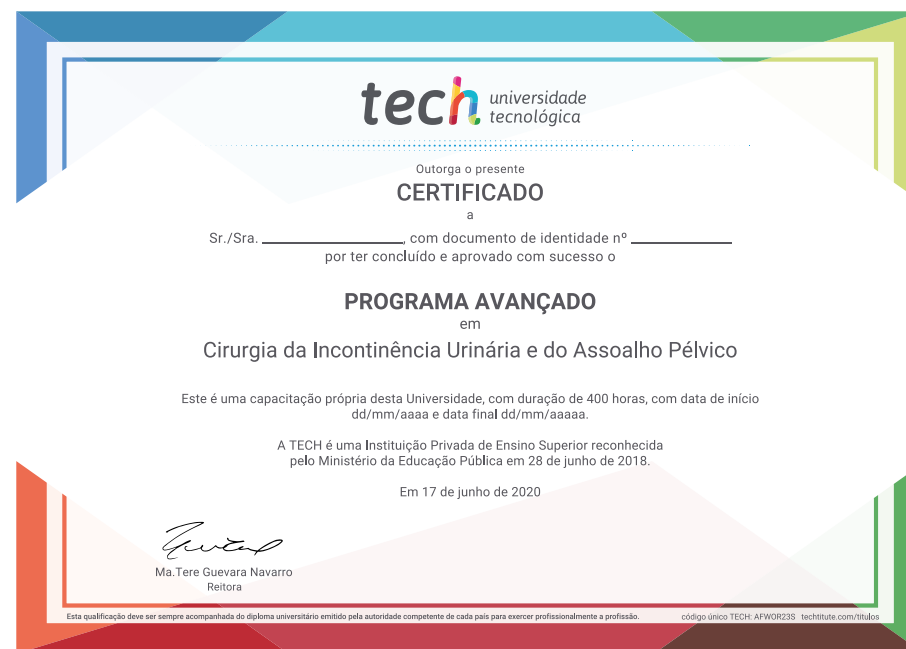 tech universidade
tecnológica
Outorga o presente
CERTIFICADO
a
Sr./Sra. ________________, com documento de identidade nº ____________
por ter concluído e aprovado com sucesso o
PROGRAMA AVANÇADO
em
Cirurgia da Incontinência Urinária e do Assoalho Pélvico
Este é uma capacitação própria desta Universidade, com duração de 400 horas, com data de início
dd/mm/aaaa e data final dd/mm/aaaaa.
A TECH é uma Instituição Privada de Ensino Superior reconhecida
pelo Ministério da Educação Pública em 28 de junho de 2018.
Em 17 de junho de 2020
Ma.Tere Guevara Navarro
Reitora
Esta qualificação deve ser sempre acompanhada do diploma universitário emitido pela autoridade competente de cada país para exercer profissionalmente a profissão. código único TECH: AFWOR23S techtitute.com/titulos